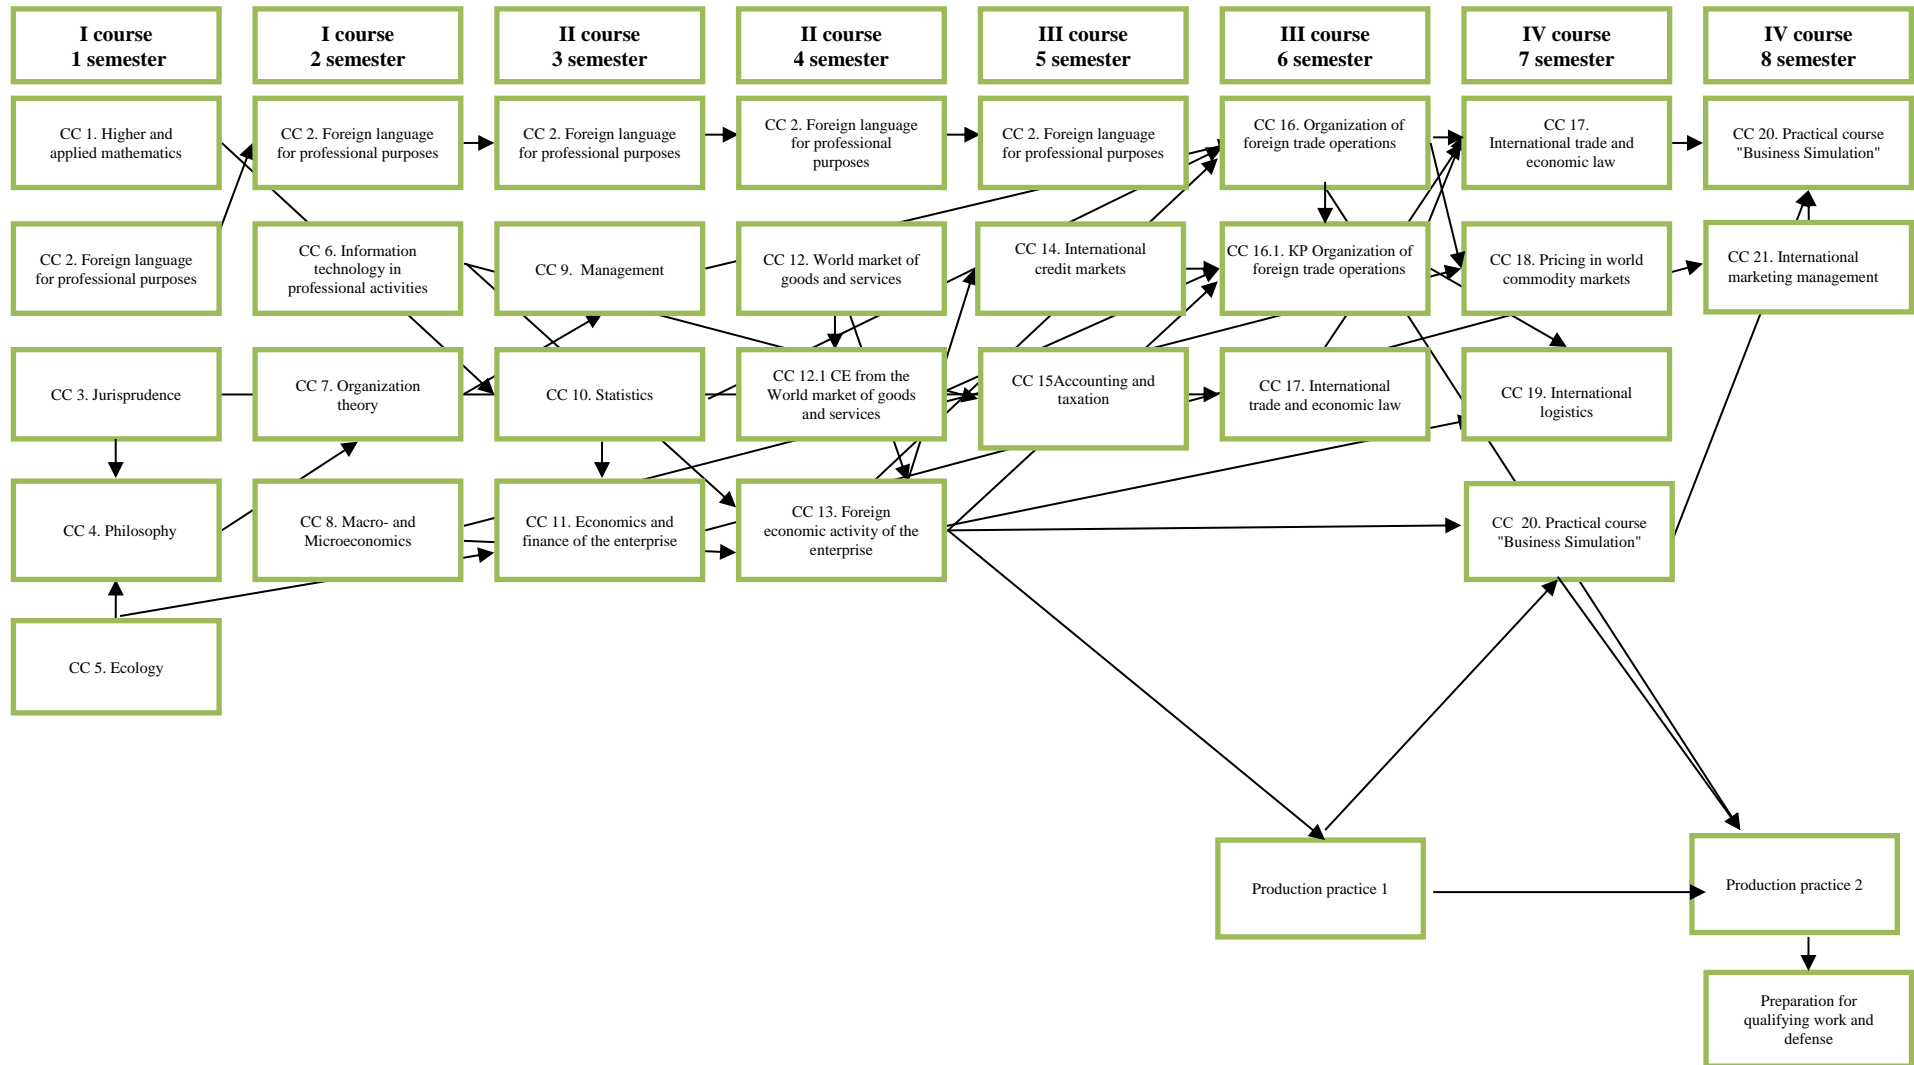 I course
1 semester
I course
2 semester
II course
3 semester
II course
4 semester
III course
5 semester
III course
6 semester
IV course
7 semester
IV course
8 semester
CC 1. Higher and
applied mathematics
CC 2. Foreign language
for professional purposes
CC 2. Foreign language
for professional purposes
CC 2. Foreign language
for professional
purposes
CC 2. Foreign language
for professional purposes
CC 16. Organization of
foreign trade operations
CC 17.
International trade and
economic law
CC 20. Practical course
"Business Simulation"
CC 2. Foreign language
for professional purposes
CC 6. Information
technology in
professional activities
CC 9.  Management
CC 12. World market of
goods and services
CC 14. International
credit markets
CC 16.1. KP Organization of
foreign trade operations
CC 18. Pricing in world
commodity markets
CC 21. International
marketing management
CC 3. Jurisprudence
CC 7. Organization
theory
CC 10. Statistics
CC 12.1 CE from the
World market of goods
and services
CC 15Accounting and
taxation
CC 17. International
trade and economic law
CC 19. International
logistics
CC 4. Philosophy
CC 8. Macro- and
Microeconomics
CC 11. Economics and
finance of the enterprise
CC 13. Foreign
economic activity of the
enterprise
CC  20. Practical course
"Business Simulation"
CC 5. Ecology
Production practice 1
Production practice 2
Preparation for
qualifying work and
defense